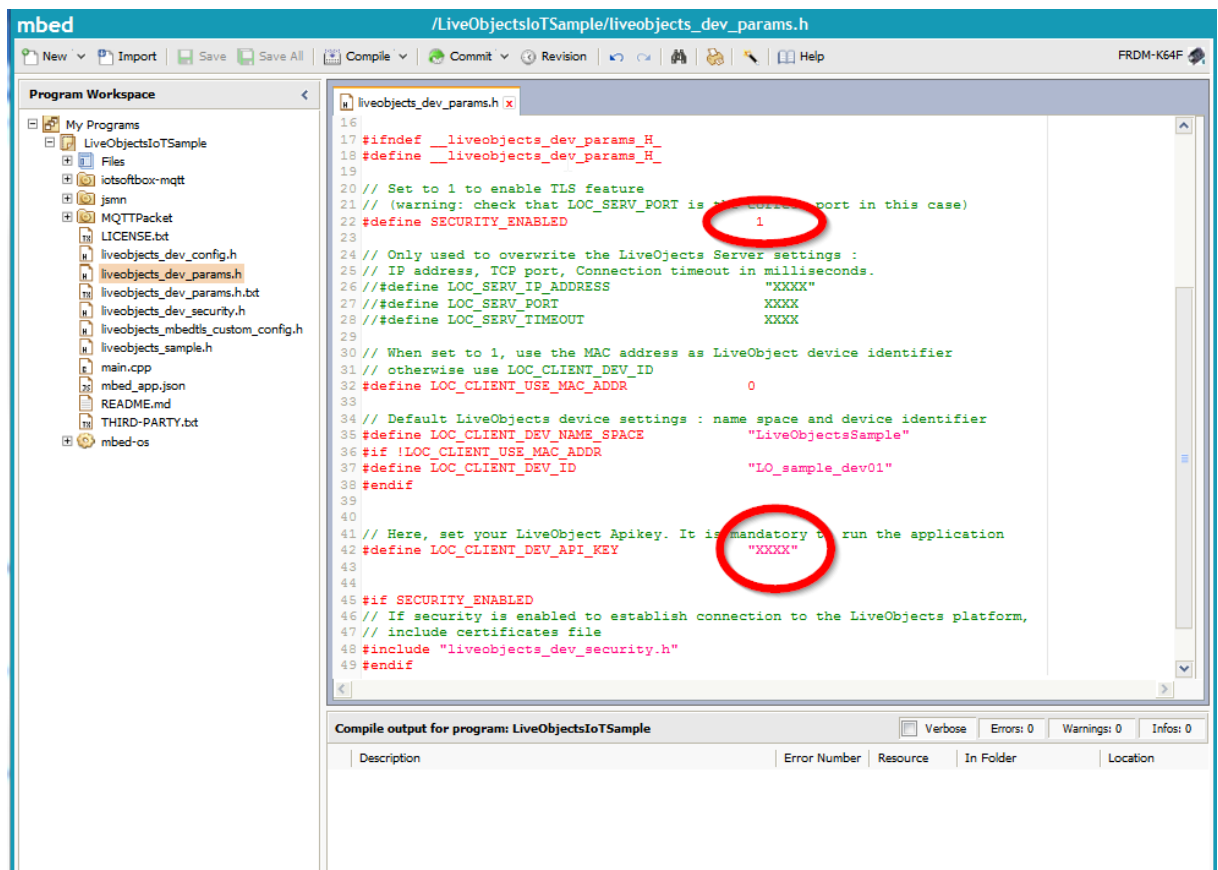 mbed /LiveObjectsIoTSample/liveobjects_dev_params.h
New Import Save Save All Compile Commit Revision Help FRDM-K64F
Program Workspace
My Programs
LiveObjectsIoTSample
Files
iotsoftbox-mqtt
jsmn
MQTTPacket
LICENSE.txt
liveobjects_dev_config.h
liveobjects_dev_params.h
liveobjects_dev_params.h.txt
liveobjects_dev_security.h
liveobjects_mbedtls_custom_config.h
liveobjects_sample.h
main.cpp
mbed_app.json
README.md
THIRD-PARTY.txt
mbed-os
liveobjects_dev_params.h x
16
17 #ifndef __liveobjects_dev_params_H_
18 #define __liveobjects_dev_params_H_
19
20 // Set to 1 to enable TLS feature
21 // (warning: check that LOC_SERV_PORT is the correct port in this case)
22 #define SECURITY_ENABLED 1
23
24 // Only used to overwrite the LiveOjects Server settings :
25 // IP address, TCP port, Connection timeout in milliseconds.
26 //#define LOC_SERV_IP_ADDRESS "XXXX"
27 //#define LOC_SERV_PORT XXXX
28 //#define LOC_SERV_TIMEOUT XXXX
29
30 // When set to 1, use the MAC address as LiveObject device identifier
31 // otherwise use LOC_CLIENT_DEV_ID
32 #define LOC_CLIENT_USE_MAC_ADDR 0
33
34 // Default LiveObjects device settings : name space and device identifier
35 #define LOC_CLIENT_DEV_NAME_SPACE "LiveObjectsSample"
36 #if !LOC_CLIENT_USE_MAC_ADDR
37 #define LOC_CLIENT_DEV_ID "LO_sample_dev01"
38 #endif
39
40
41 // Here, set your LiveObject Apikey. It is mandatory to run the application
42 #define LOC_CLIENT_DEV_API_KEY "XXXX"
43
44
45 #if SECURITY_ENABLED
46 // If security is enabled to establish connection to the LiveObjects platform,
47 // include certificates file
48 #include "liveobjects_dev_security.h"
49 #endif
Compile output for program: LiveObjectsIoTSample Verbose Errors: 0 Warnings: 0 Infos: 0
Description Error Number Resource In Folder Location